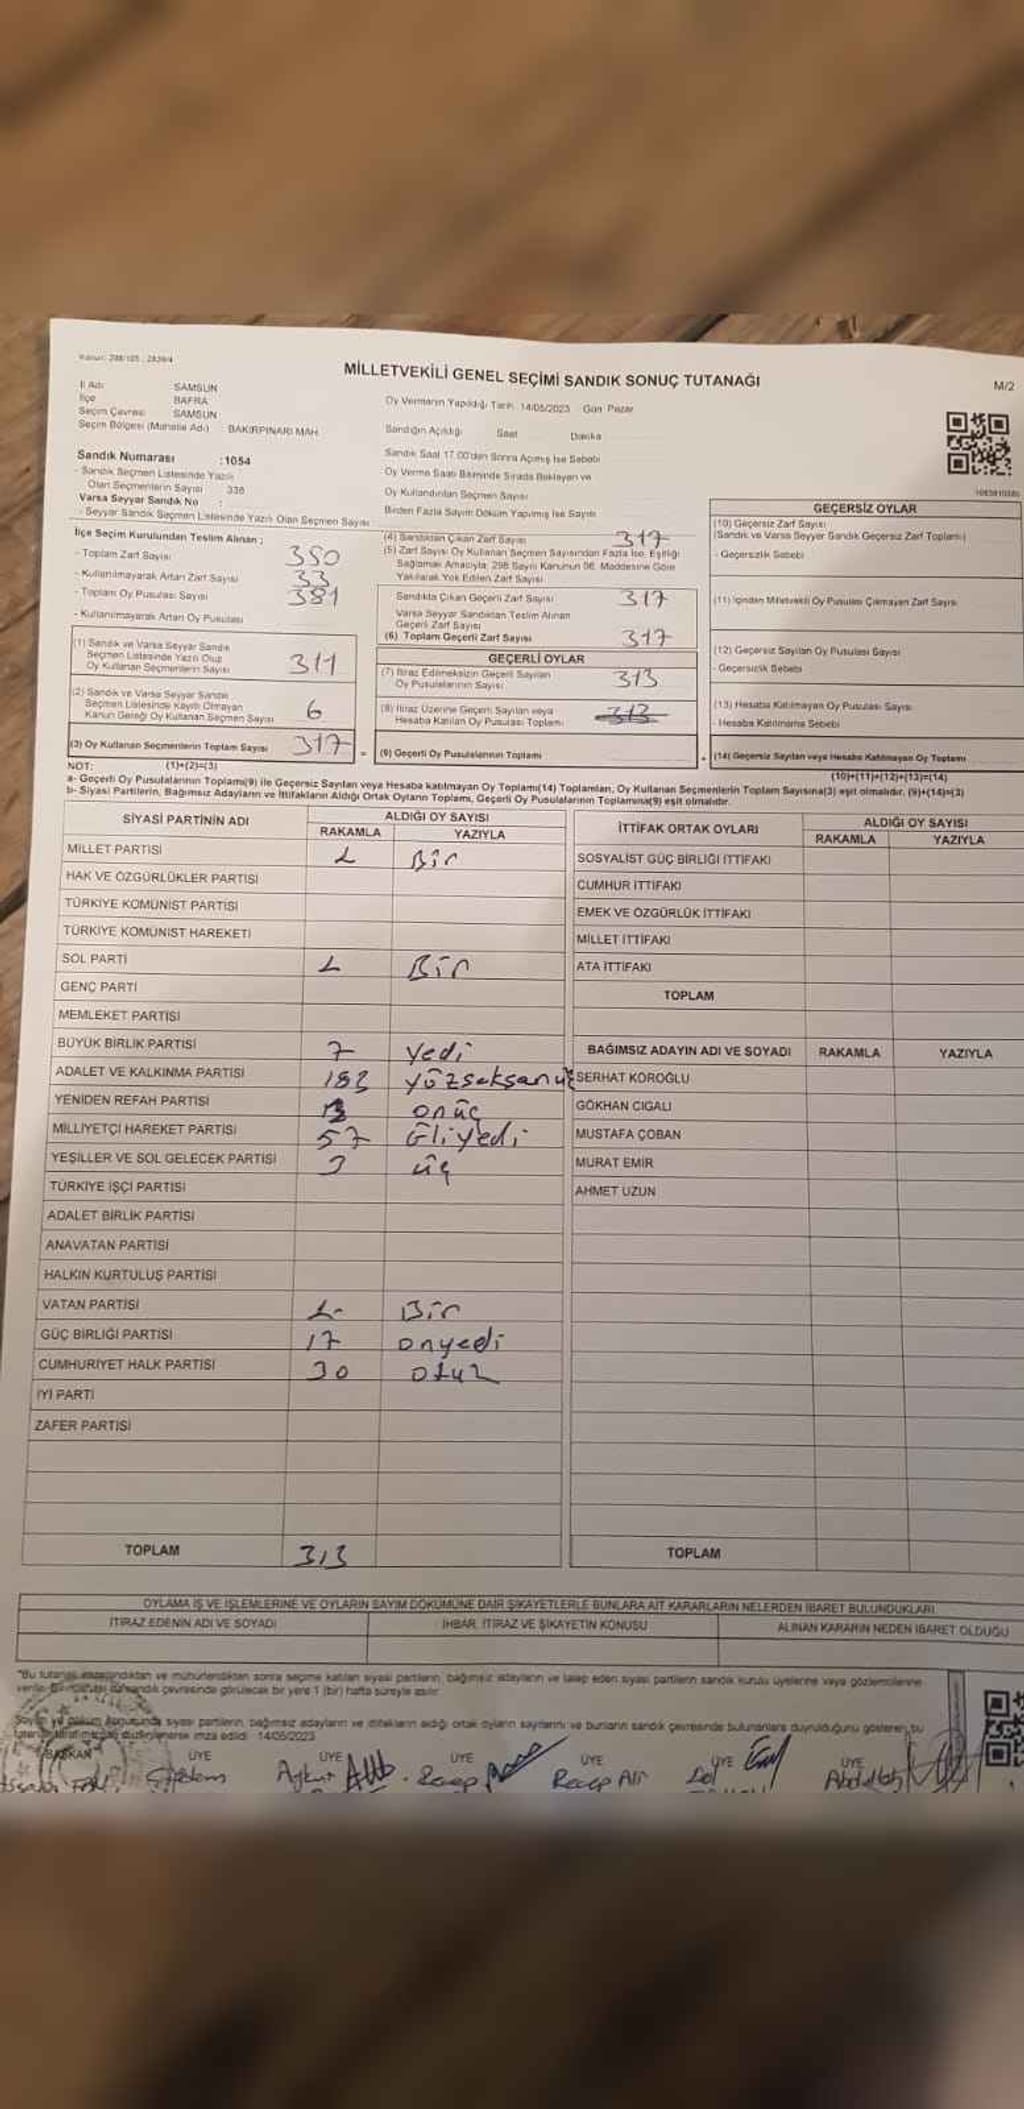 MİLLETVEKİLİ GENEL SEÇİMİ SANDIK SONUÇ TUTANAĞI
M/2
İl Adı SAMSUN
İlçe BAFRA
Seçim Çevresi SAMSUN
Seçim Bölgesi (Mahalle Adı) BAKIRPINARI MAH.
Sandık Numarası :1054
- Sandık Seçmen Listesinde Yazılı
Olan Seçmenlerin Sayısı 336
Varsa Seyyar Sandık No :
- Seyyar Sandık Seçmen Listesinde Yazılı Olan Seçmen Sayısı
Oy Vermenin Yapıldığı Tarih: 14/05/2023 Gün Pazar
Sandığın Açıldığı Saat Dakika
Sandık Saat 17.00'den Sonra Açımış İse Sebebi
Oy Verme Saati Bitiminde Sırada Bekleyen ve
Oy Kullandırılan Seçmen Sayısı
Birden Fazla Sayım Döküm Yapılmış İse Sayısı
İlçe Seçim Kurulundan Teslim Alınan ;
- Toplam Zarf Sayısı 350
- Kullanılmayarak Artan Zarf Sayısı 33
- Toplam Oy Pusulası Sayısı 381
- Kullanılmayarak Artan Oy Pusulası
(1) Sandık ve Varsa Seyyar Sandık
Seçmen Listesinde Yazılı Olup
Oy Kullanan Seçmenlerin Sayısı 311
(2) Sandık ve Varsa Seyyar Sandık
Seçmen Listesinde Kayıtlı Olmayan
Kanun Gereği Oy Kullanan Seçmen Sayısı 6
(3) Oy Kullanan Seçmenlerin Toplam Sayısı 317 =
(4) Sandıktan Çıkan Zarf Sayısı 317
(5) Zarf Sayısı Oy Kullanan Seçmen Sayısından Fazla İse, Eşitliği
Sağlamak Amacıyla, 298 Sayılı Kanunun 98. Maddesine Göre
Yakılarak Yok Edilen Zarf Sayısı
Sandıkta Çıkan Geçerli Zarf Sayısı 317
Varsa Seyyar Sandıktan Teslim Alınan
Geçerli Zarf Sayısı
(6) Toplam Geçerli Zarf Sayısı 317
GEÇERLİ OYLAR
(7) İtiraz Edilmeksizin Geçerli Sayılan
Oy Pusulalarının Sayısı 313
(8) İtiraz Üzerine Geçerli Sayılan veya
Hesaba Katılan Oy Pusulası Toplamı 313
(9) Geçerli Oy Pusulalarının Toplamı +
GEÇERSİZ OYLAR
(10) Geçersiz Zarf Sayısı
(Sandık ve Varsa Seyyar Sandık Geçersiz Zarf Toplamı)
- Geçersizlik Sebebi
(11) İçinden Milletvekili Oy Pusulası Çıkmayan Zarf Sayısı
(12) Geçersiz Sayılan Oy Pusulası Sayısı
- Geçersizlik Sebebi
(13) Hesaba Katılmayan Oy Pusulası Sayısı
- Hesaba Katılmama Sebebi
(14) Geçersiz Sayılan veya Hesaba Katılmayan Oy Toplamı
NOT: (1)+(2)=(3) (10)+(11)+(12)+(13)=(14)
a- Geçerli Oy Pusulalarının Toplamı(9) ile Geçersiz Sayılan veya Hesaba katılmayan Oy Toplamı(14) Toplamları, Oy Kullanan Seçmenlerin Toplam Sayısına(3) eşit olmalıdır. (9)+(14)=(3)
b- Siyasi Partilerin, Bağımsız Adayların ve İttifakların Aldığı Ortak Oyların Toplamı, Geçerli Oy Pusulalarının Toplamına(9) eşit olmalıdır.
SİYASİ PARTİNİN ADI ALDIĞI OY SAYISI
RAKAMLA YAZIYLA
MİLLET PARTİSİ 1 Bir
HAK VE ÖZGÜRLÜKLER PARTİSİ
TÜRKİYE KOMÜNİST PARTİSİ
TÜRKİYE KOMÜNİST HAREKETİ
SOL PARTİ 1 Bir
GENÇ PARTİ
MEMLEKET PARTİSİ
BÜYÜK BİRLİK PARTİSİ 7 yedi
ADALET VE KALKINMA PARTİSİ 183 yüzseksanüç
YENİDEN REFAH PARTİSİ 13 onüç
MİLLİYETÇİ HAREKET PARTİSİ 57 Elliyedi
YEŞİLLER VE SOL GELECEK PARTİSİ 3 üç
TÜRKİYE İŞÇİ PARTİSİ
ADALET BİRLİK PARTİSİ
ANAVATAN PARTİSİ
HALKIN KURTULUŞ PARTİSİ
VATAN PARTİSİ 1 Bir
GÜÇ BİRLİĞİ PARTİSİ 17 onyedi
CUMHURİYET HALK PARTİSİ 30 otuz
İYİ PARTİ
ZAFER PARTİSİ
TOPLAM 313
İTTİFAK ORTAK OYLARI ALDIĞI OY SAYISI
RAKAMLA YAZIYLA
SOSYALİST GÜÇ BİRLİĞİ İTTİFAKI
CUMHUR İTTİFAKI
EMEK VE ÖZGÜRLÜK İTTİFAKI
MİLLET İTTİFAKI
ATA İTTİFAKI
TOPLAM
BAĞIMSIZ ADAYIN ADI VE SOYADI RAKAMLA YAZIYLA
SERHAT KÖROĞLU
GÖKHAN CIGALI
MUSTAFA ÇOBAN
MURAT EMİR
AHMET UZUN
TOPLAM
OYLAMA İŞ VE İŞLEMLERİNE VE OYLARIN SAYIM DÖKÜMÜNE DAİR ŞİKAYETLERLE BUNLARA AİT KARARLARIN NELERDEN İBARET BULUNDUKLARI
İTİRAZ EDENİN ADI VE SOYADI İHBAR, İTİRAZ VE ŞİKAYETİN KONUSU ALINAN KARARIN NEDEN İBARET OLDUĞU
*Bu tutanak imzalandıktan ve mühürlendikten sonra seçime katılan siyasi partilerin, bağımsız adayların ve talep eden siyasi partilerin sandık kurulu üyelerine veya gözlemcilerine
sandık çevresinde görülecek bir yere 1 (bir) hafta süreyle asılır.
siyasi partilerin, bağımsız adayların ve ittifakların aldığı ortak oyların sayılarını ve bunların sandık çevresinde bulunanlara duyurulduğunu gösteren bu
imza edildi. 14/05/2023
BAŞKAN ÜYE ÜYE ÜYE ÜYE ÜYE ÜYE
Aykut Recep Recep Ali Abdullah